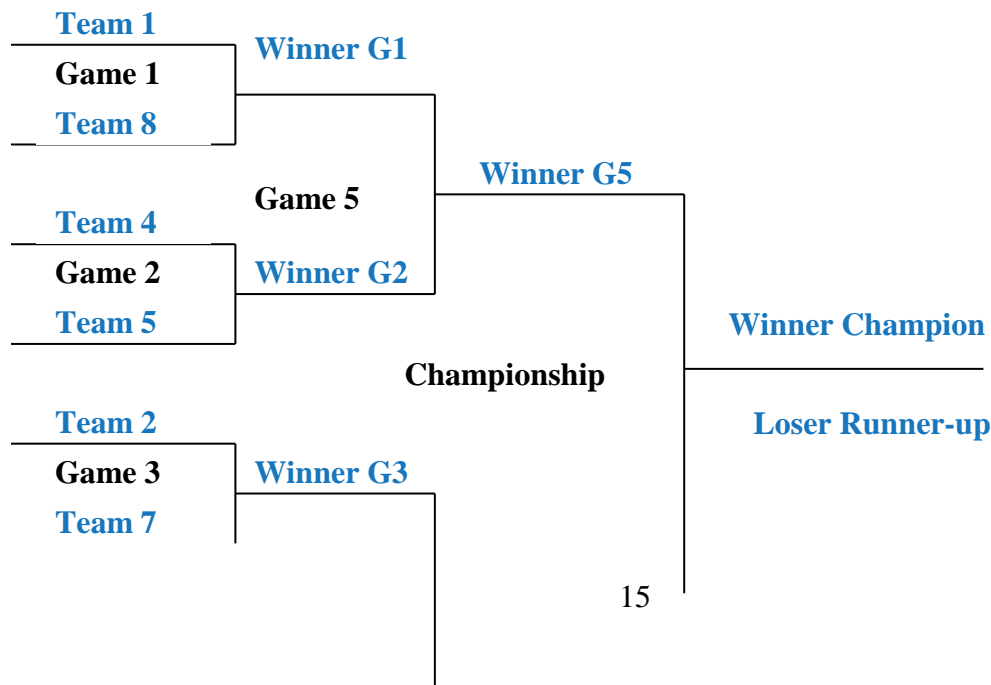 Team 1
Winner G1
Game 1
Team 8
Winner G5
Game 5
Team 4
Game 2
Winner G2
Team 5
Winner Champion
Championship
Loser Runner-up
Team 2
Game 3
Winner G3
Team 7
15